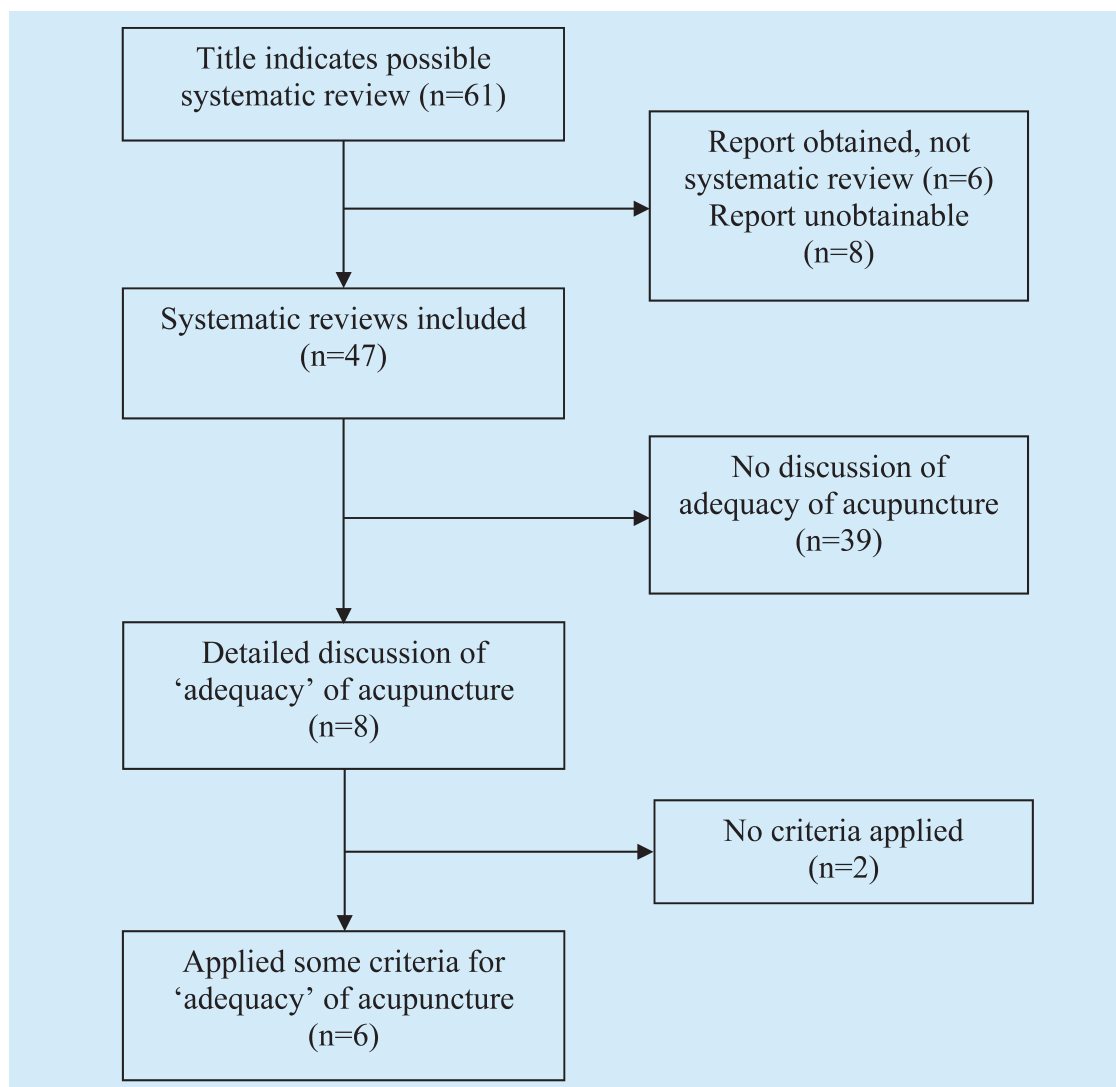 Title indicates possible
systematic review (n=61)
Report obtained, not
systematic review (n=6)
Report unobtainable
(n=8)
Systematic reviews included
(n=47)
No discussion of
adequacy of acupuncture
(n=39)
Detailed discussion of
‘adequacy’ of acupuncture
(n=8)
No criteria applied
(n=2)
Applied some criteria for
‘adequacy’ of acupuncture
(n=6)